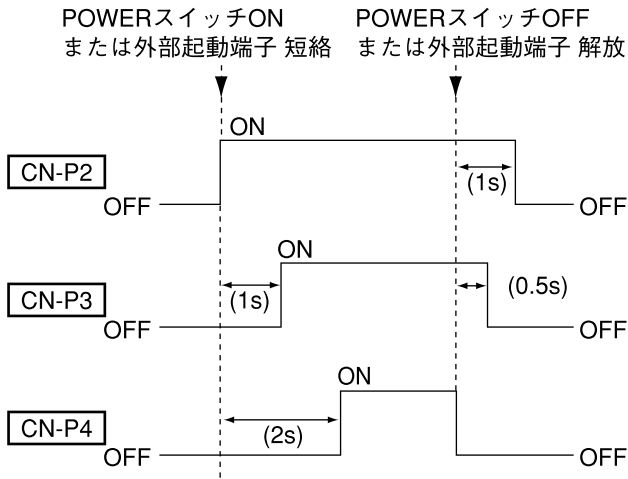 POWERスイッチON
または外部起動端子 短絡
POWERスイッチOFF
または外部起動端子 解放
ON
CN-P2
OFF
(1s)
OFF
ON
CN-P3
OFF
(1s)
(0.5s)
OFF
ON
CN-P4
OFF
(2s)
OFF